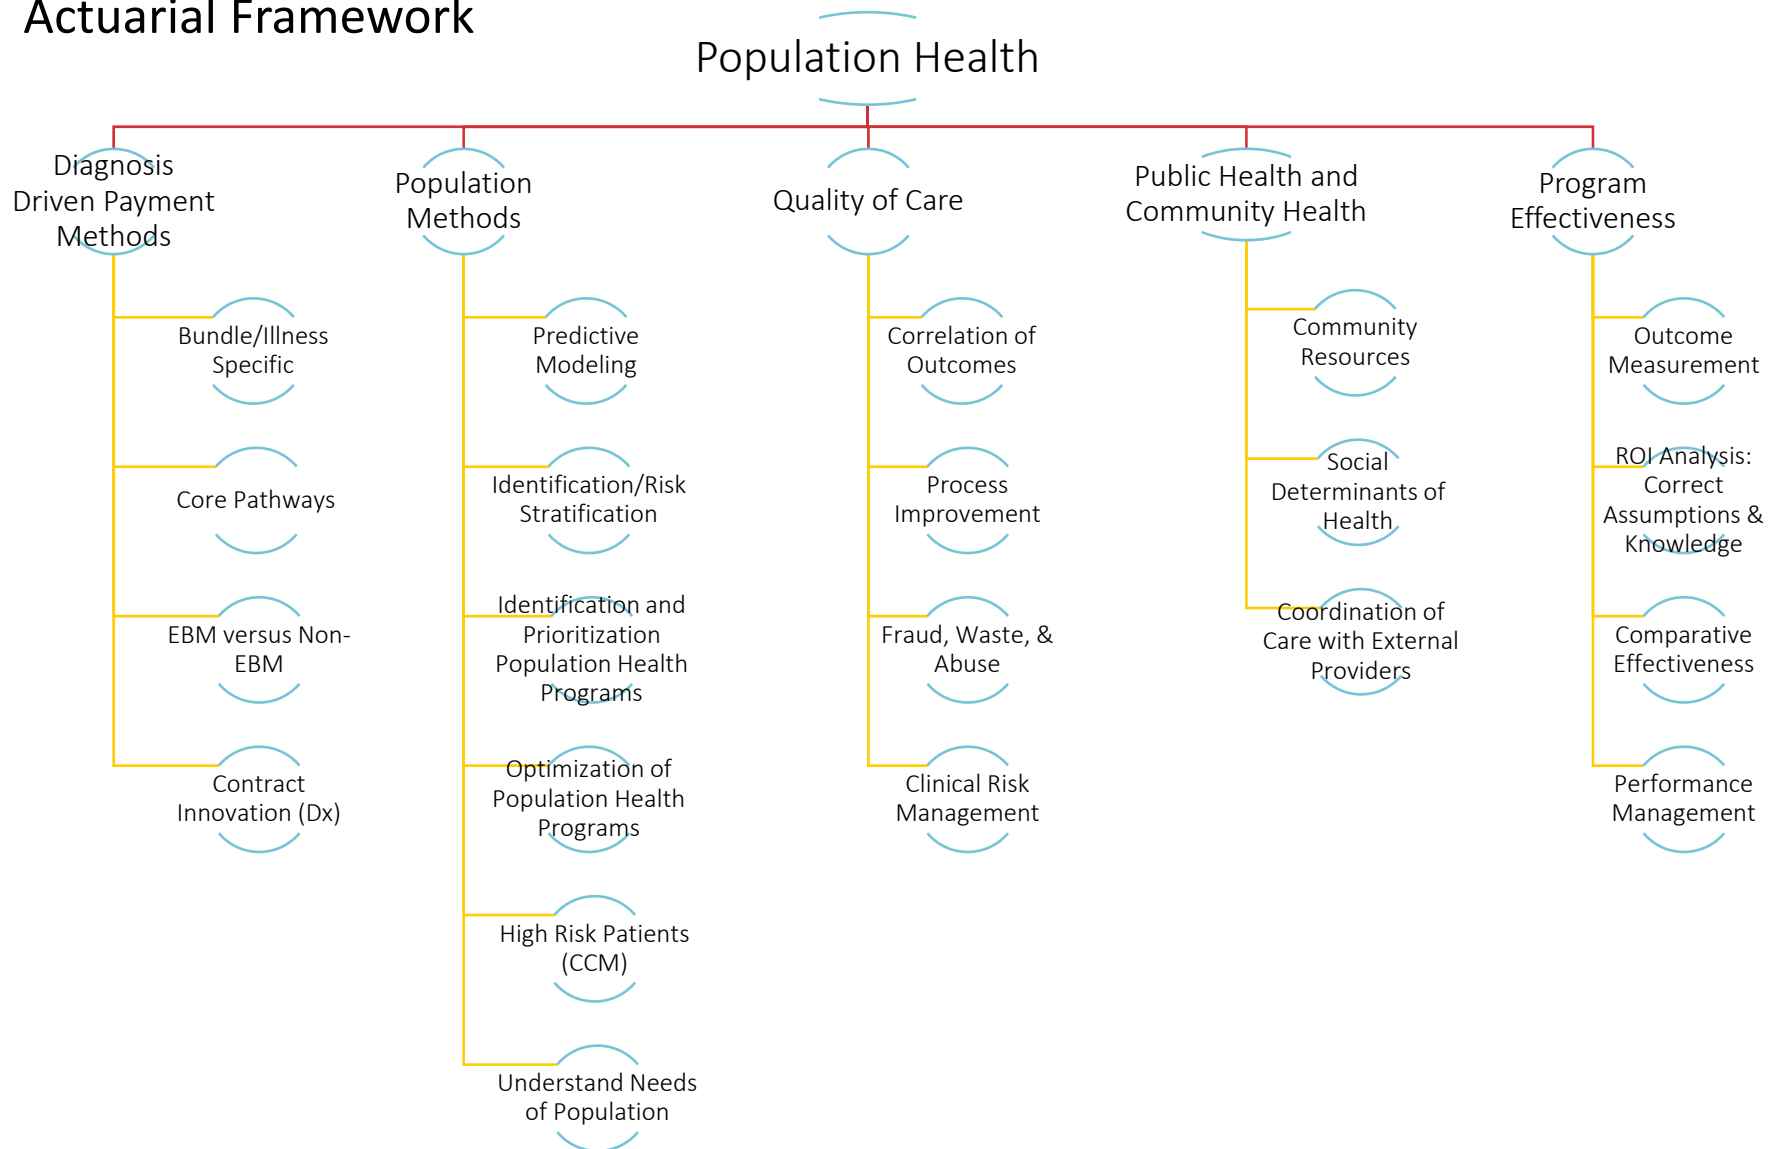 Actuarial Framework
Population Health
Diagnosis
Driven Payment
Methods
Bundle/Illness
Specific
Core Pathways
EBM versus Non-
EBM
Contract
Innovation (Dx)
Population
Methods
Predictive
Modeling
Identification/Risk
Stratification
Identification and
Prioritization
Population Health
Programs
Optimization of
Population Health
Programs
High Risk Patients
(CCM)
Understand Needs
of Population
Quality of Care
Correlation of
Outcomes
Process
Improvement
Fraud, Waste, &
Abuse
Clinical Risk
Management
Public Health and
Community Health
Community
Resources
Social
Determinants of
Health
Coordination of
Care with External
Providers
Program
Effectiveness
Outcome
Measurement
ROI Analysis:
Correct
Assumptions &
Knowledge
Comparative
Effectiveness
Performance
Management